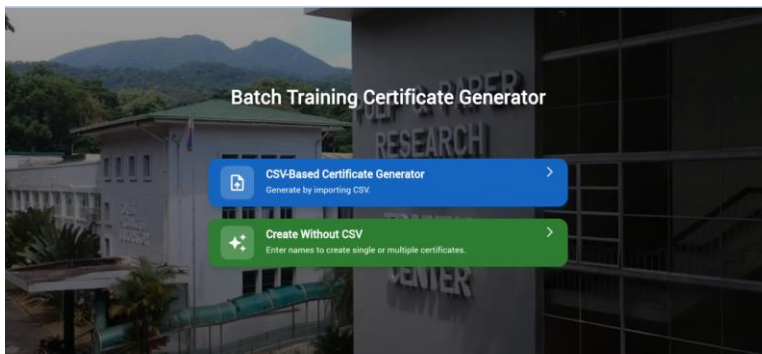 Batch Training Certificate Generator
RESEARCH
CSV-Based Certificate Generator
Generate by importing CSV.
Create Without CSV
Enter names to create single or multiple certificates.
CENTER